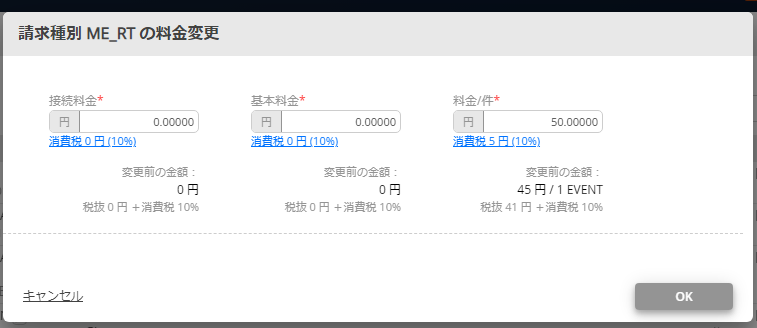 請求種別 ME_RT の料金変更
接続料金* 基本料金* 料金/件*
円 0.00000 円 0.00000 円 50.00000
消費税 0 円 (10%) 消費税 0 円 (10%) 消費税 5 円 (10%)
変更前の金額： 変更前の金額： 変更前の金額：
0 円 0 円 45 円 / 1 EVENT
税抜 0 円 ＋消費税 10% 税抜 0 円 ＋消費税 10% 税抜 41 円 ＋消費税 10%
キャンセル OK